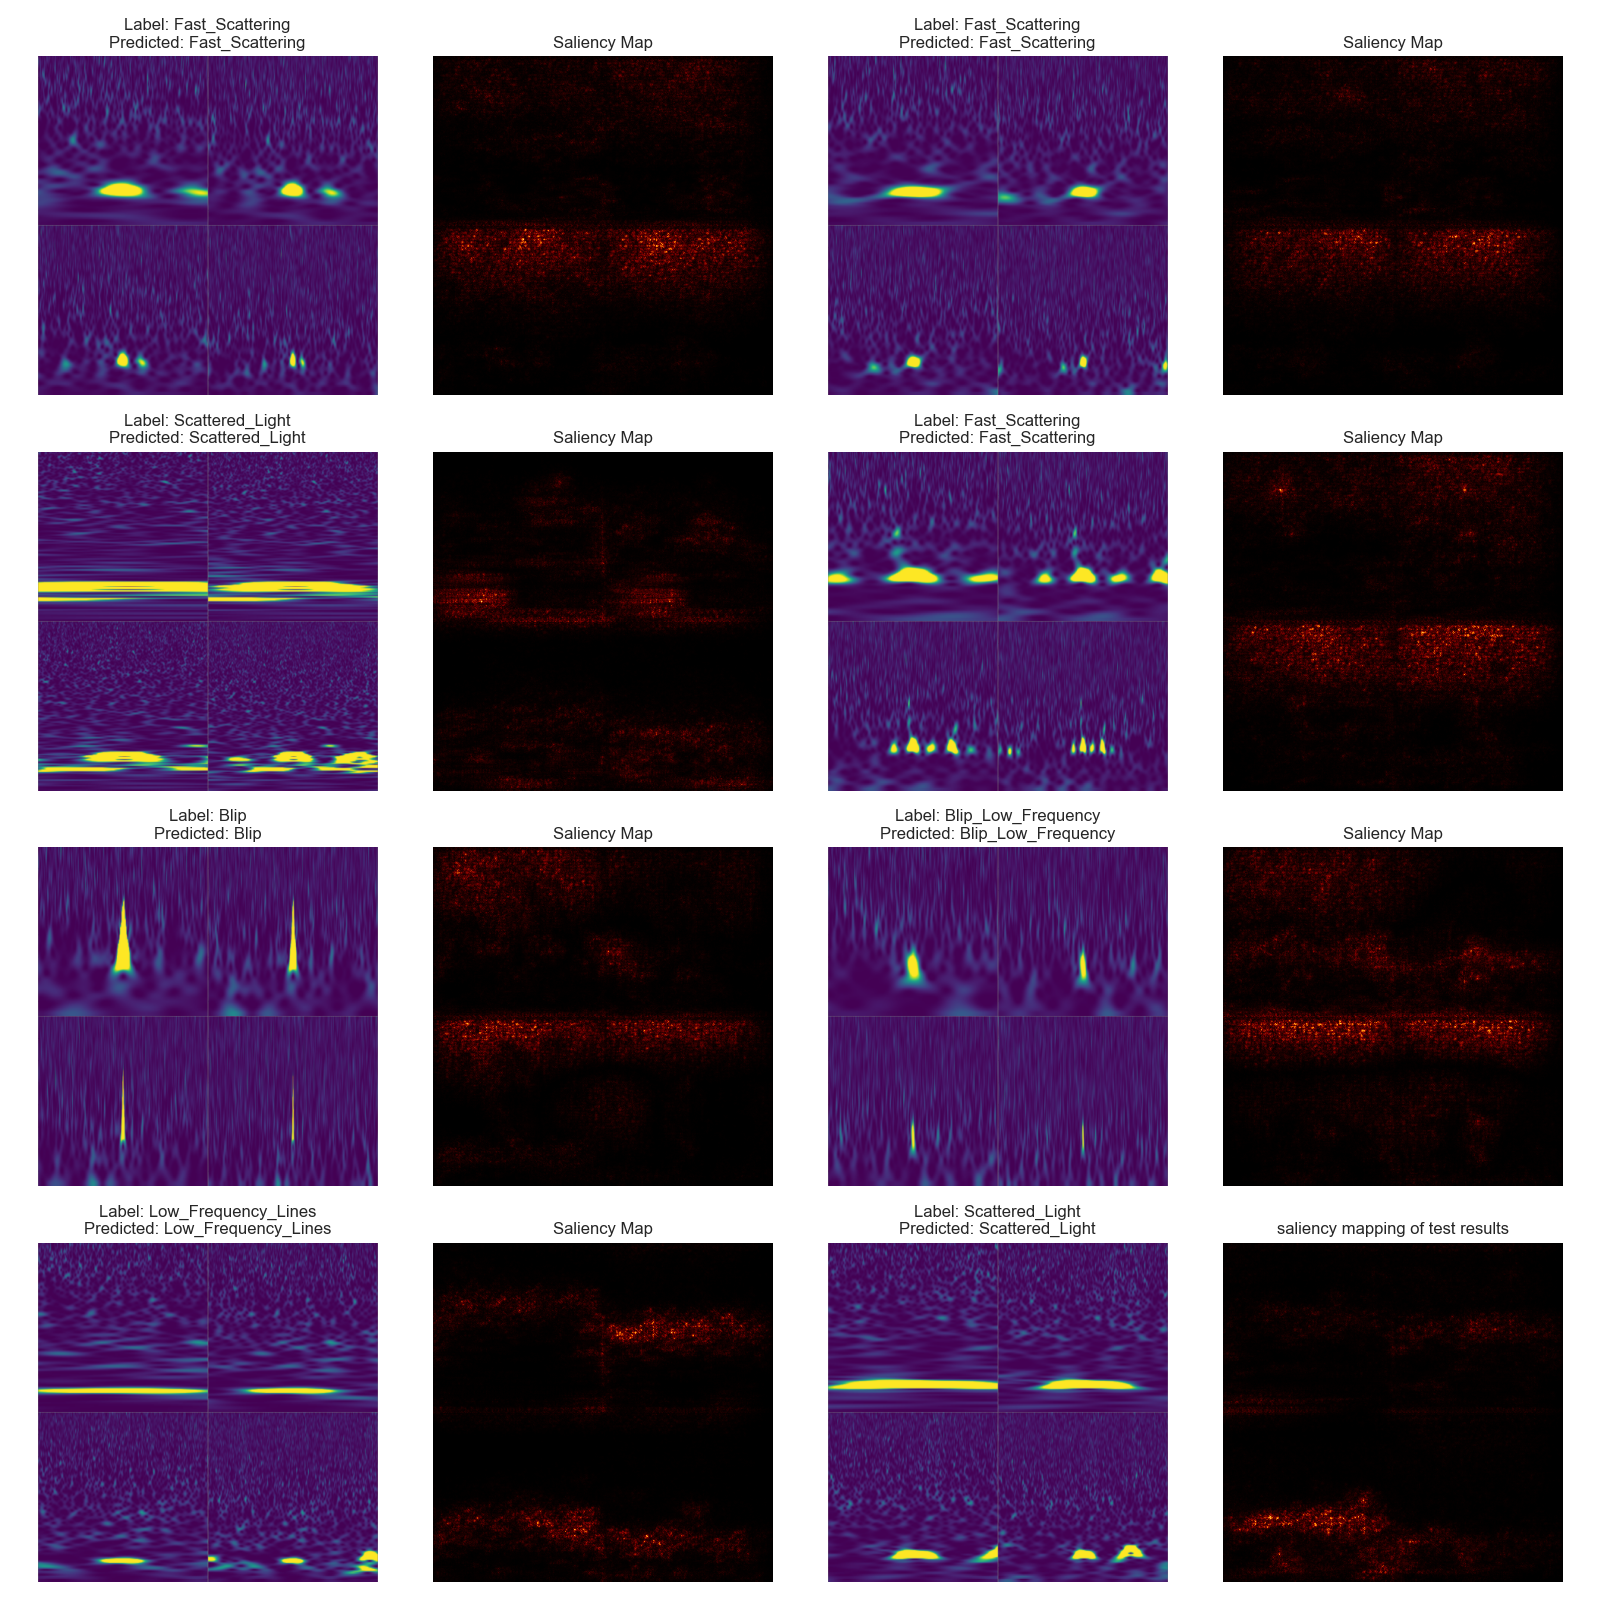 Label: Fast_Scattering
Predicted: Fast_Scattering
Saliency Map
Label: Fast_Scattering
Predicted: Fast_Scattering
Saliency Map
Label: Scattered_Light
Predicted: Scattered_Light
Saliency Map
Label: Fast_Scattering
Predicted: Fast_Scattering
Saliency Map
Label: Blip
Predicted: Blip
Saliency Map
Label: Blip_Low_Frequency
Predicted: Blip_Low_Frequency
Saliency Map
Label: Low_Frequency_Lines
Predicted: Low_Frequency_Lines
Saliency Map
Label: Scattered_Light
Predicted: Scattered_Light
saliency mapping of test results